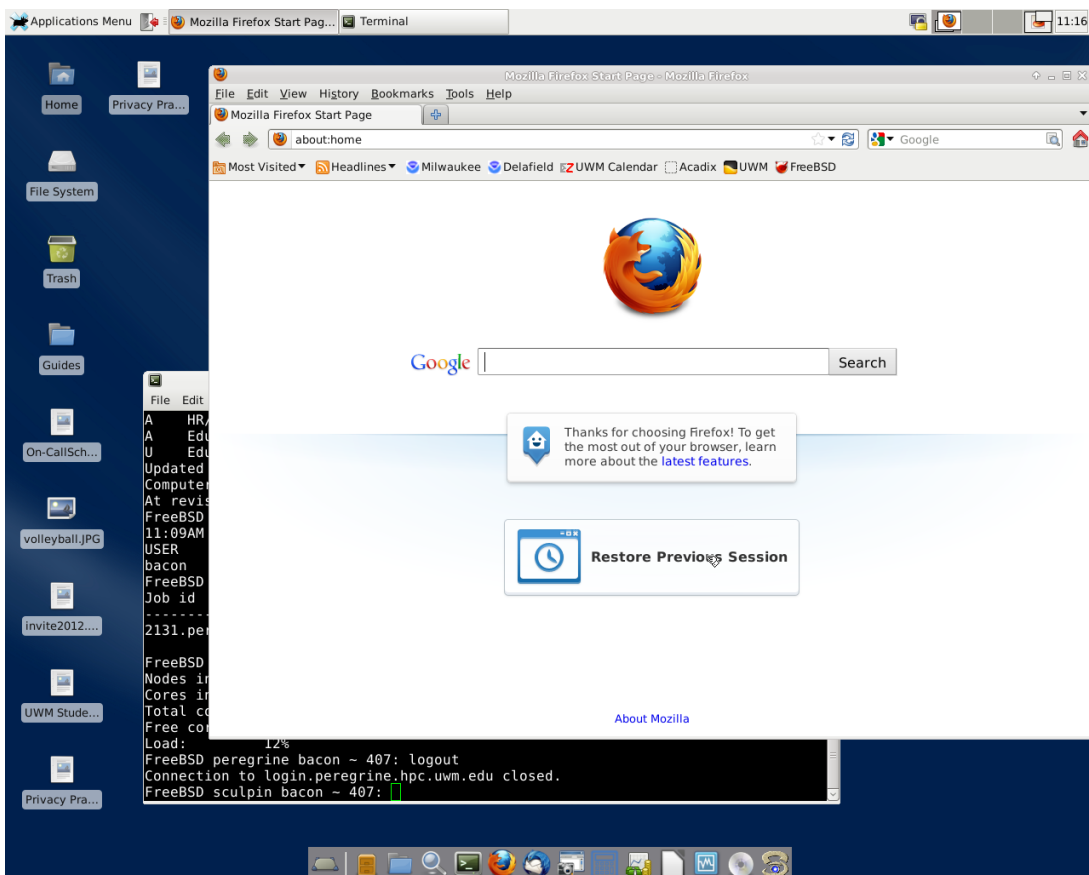 Applications Menu
Mozilla Firefox Start Pag...
Terminal
11:16
Home
Privacy Pra...
File System
Trash
Guides
On-CallSch...
volleyball.JPG
invite2012....
UWM Stude...
Privacy Pra...
Mozilla Firefox Start Page - Mozilla Firefox
File Edit View History Bookmarks Tools Help
Mozilla Firefox Start Page
about:home
Google
Most Visited Headlines Milwaukee Delafield UWM Calendar Acadix UWM FreeBSD
Google
Search
Thanks for choosing Firefox! To get
the most out of your browser, learn
more about the latest features.
Restore Previous Session
About Mozilla
File Edit
A HR/
A Edu
U Edu
Updated
Computer
At revis
FreeBSD
11:09AM
USER
bacon
FreeBSD
Job id
--------
2131.per
FreeBSD
Nodes in
Cores in
Total co
Free cor
Load: 12%
FreeBSD peregrine bacon ~ 407: logout
Connection to login.peregrine.hpc.uwm.edu closed.
FreeBSD sculpin bacon ~ 407: